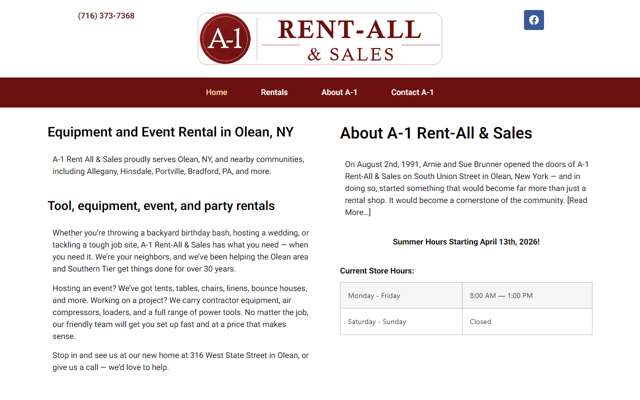 (716) 373-7368
A-1
RENT-ALL
& SALES
Home
Rentals
About A-1
Contact A-1
Equipment and Event Rental in Olean, NY
A-1 Rent All & Sales proudly serves Olean, NY, and nearby communities,
including Allegany, Hinsdale, Portville, Bradford, PA, and more.
Tool, equipment, event, and party rentals
Whether you're throwing a backyard birthday bash, hosting a wedding, or
tackling a tough job site, A-1 Rent-All & Sales has what you need — when
you need it. We're your neighbors, and we've been helping the Olean area
and Southern Tier get things done for over 30 years.
Hosting an event? We've got tents, tables, chairs, linens, bounce houses,
and more. Working on a project? We carry contractor equipment, air
compressors, loaders, and a full range of power tools. No matter the job,
our friendly team will get you set up fast and at a price that makes
sense.
Stop in and see us at our new home at 316 West State Street in Olean, or
give us a call — we'd love to help.
About A-1 Rent-All & Sales
On August 2nd, 1991, Arnie and Sue Brunner opened the doors of A-1
Rent-All & Sales on South Union Street in Olean, New York — and in
doing so, started something that would become far more than just a
rental shop. It would become a cornerstone of the community. [Read
More...]
Summer Hours Starting April 13th, 2026!
Current Store Hours:
Monday - Friday
8:00 AM — 1:00 PM
Saturday - Sunday
Closed